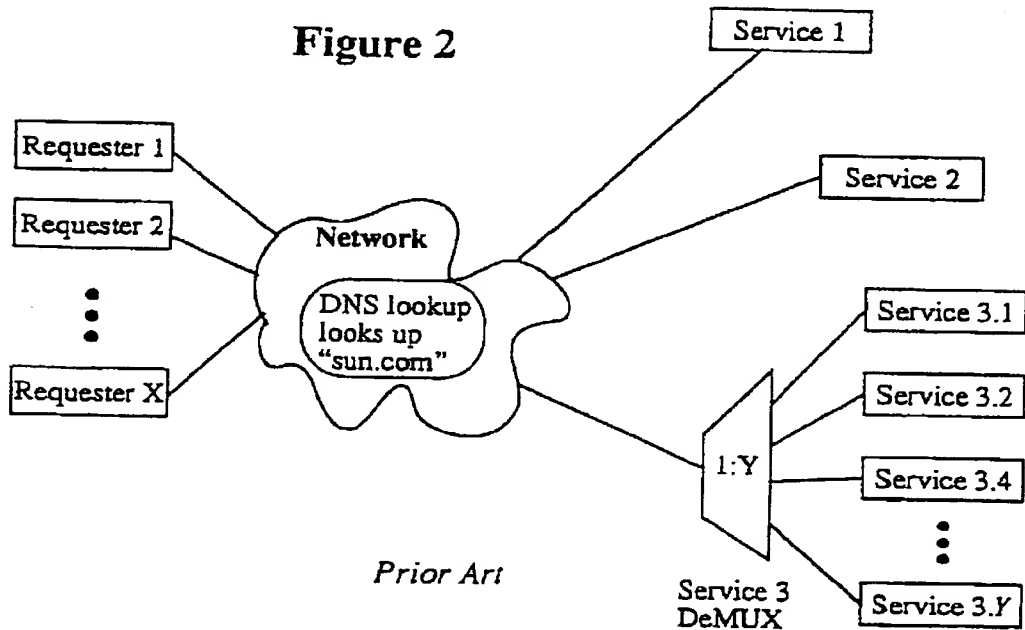 Figure 2
Service 1
Requester 1
Service 2
Requester 2
Network
DNS lookup
looks up
“sun.com”
Service 3.1
Requester X
Service 3.2
1:Y
Service 3.4
Prior Art
Service 3
DeMUX
Service 3.Y